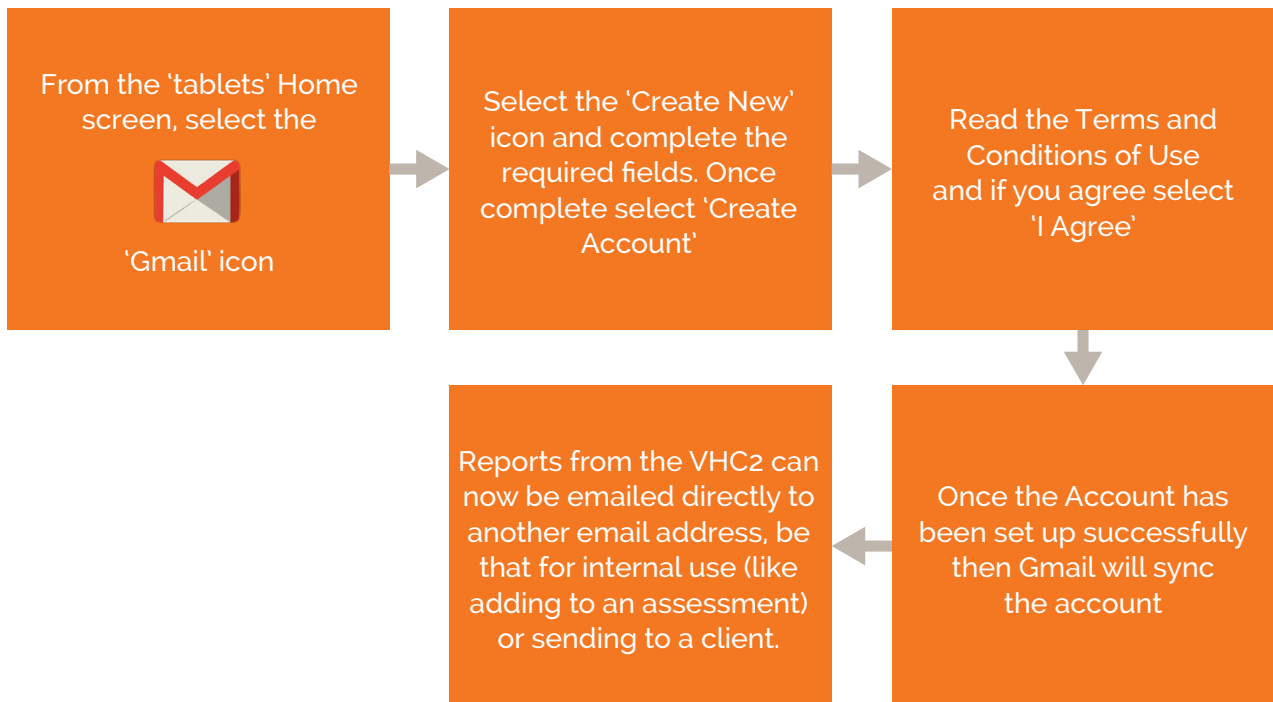 From the ‘tablets’ Home
screen, select the
‘Gmail’ icon
Select the ‘Create New’
icon and complete the
required fields. Once
complete select ‘Create
Account’
Read the Terms and
Conditions of Use
and if you agree select
‘I Agree’
Once the Account has
been set up successfully
then Gmail will sync
the account
Reports from the VHC2 can
now be emailed directly to
another email address, be
that for internal use (like
adding to an assessment)
or sending to a client.